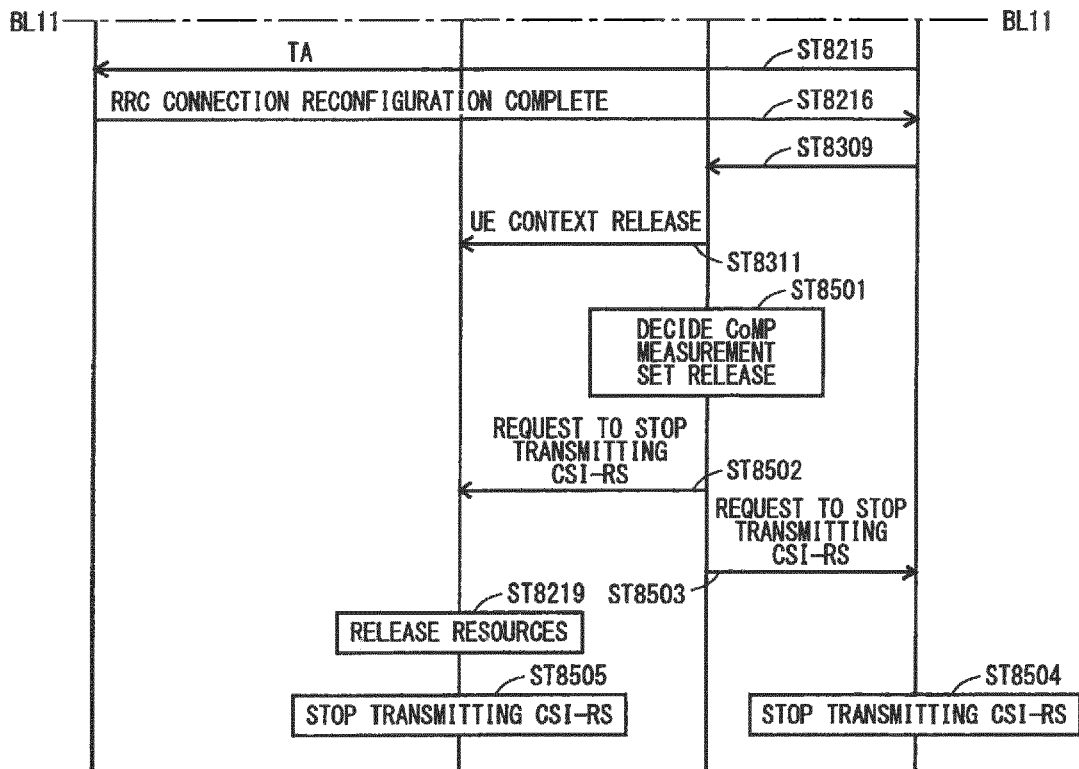 BL11
BL11
TA
ST8215
RRC CONNECTION RECONFIGURATION COMPLETE
ST8216
ST8309
UE CONTEXT RELEASE
ST8311
ST8501
DECIDE CoMP
MEASUREMENT
SET RELEASE
REQUEST TO STOP
TRANSMITTING
CSI-RS
ST8502
REQUEST TO STOP
TRANSMITTING
CSI-RS
ST8503
ST8219
RELEASE RESOURCES
ST8505
STOP TRANSMITTING CSI-RS
ST8504
STOP TRANSMITTING CSI-RS